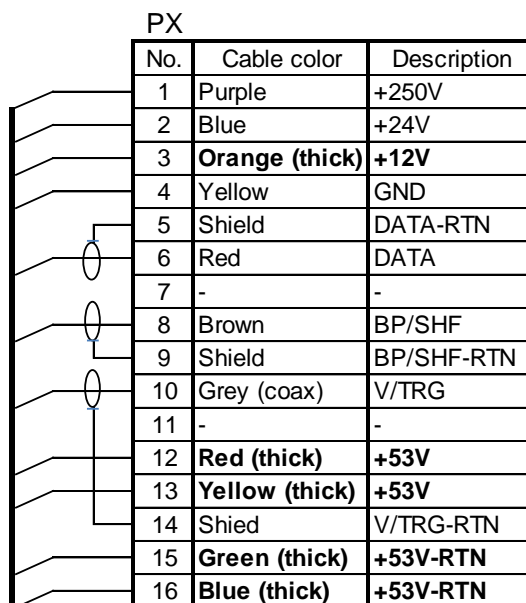 PX
No. Cable color Description
1 Purple +250V
2 Blue +24V
3 Orange (thick) +12V
4 Yellow GND
5 Shield DATA-RTN
6 Red DATA
7 - -
8 Brown BP/SHF
9 Shield BP/SHF-RTN
10 Grey (coax) V/TRG
11 - -
12 Red (thick) +53V
13 Yellow (thick) +53V
14 Shied V/TRG-RTN
15 Green (thick) +53V-RTN
16 Blue (thick) +53V-RTN